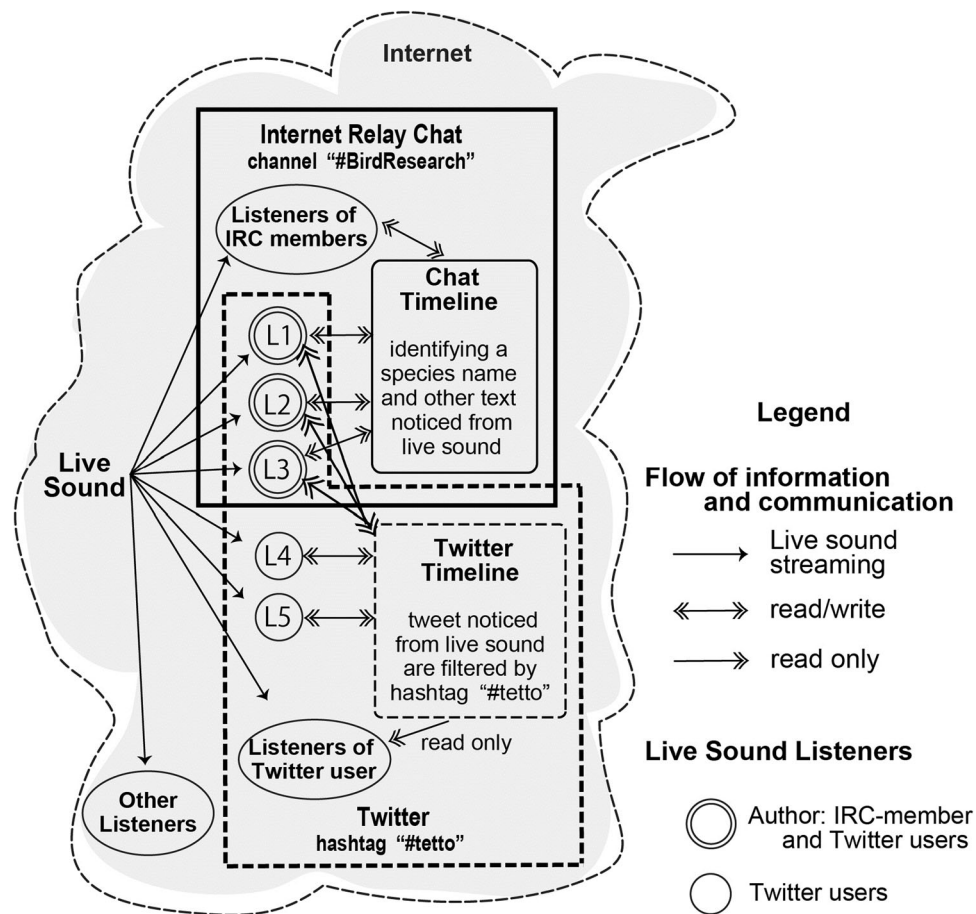 Internet
Internet Relay Chat
channel “#BirdResearch”
Listeners of
IRC members
Chat
Timeline
identifying a
species name
and other text
noticed from
live sound
L1
L2
L3
Live
Sound
L4
L5
Twitter
Timeline
tweet noticed
from live sound
are filtered by
hashtag “#tetto”
read only
Listeners of
Twitter user
Other
Listeners
Twitter
hashtag “#tetto”
Legend
Flow of information
and communication
Live sound
streaming
read/write
read only
Live Sound Listeners
Author: IRC-member
and Twitter users
Twitter users